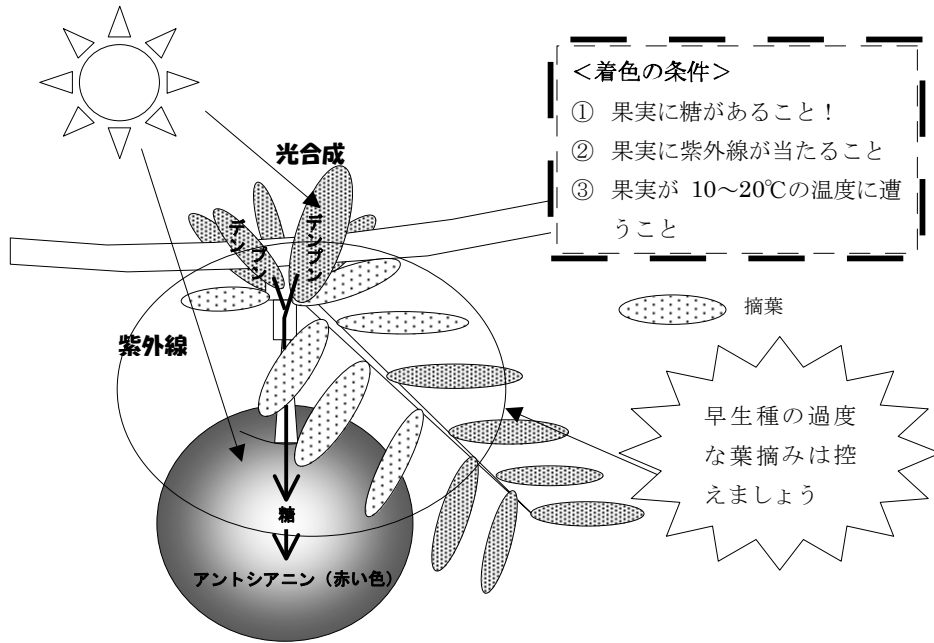 ＜着色の条件＞
① 果実に糖があること！
② 果実に紫外線が当たること
③ 果実が 10～20℃の温度に遭
うこと
光合成
デンプン
デンプン
摘葉
紫外線
早生種の過度
な葉摘みは控
えましょう
糖
アントシアニン（赤い色）